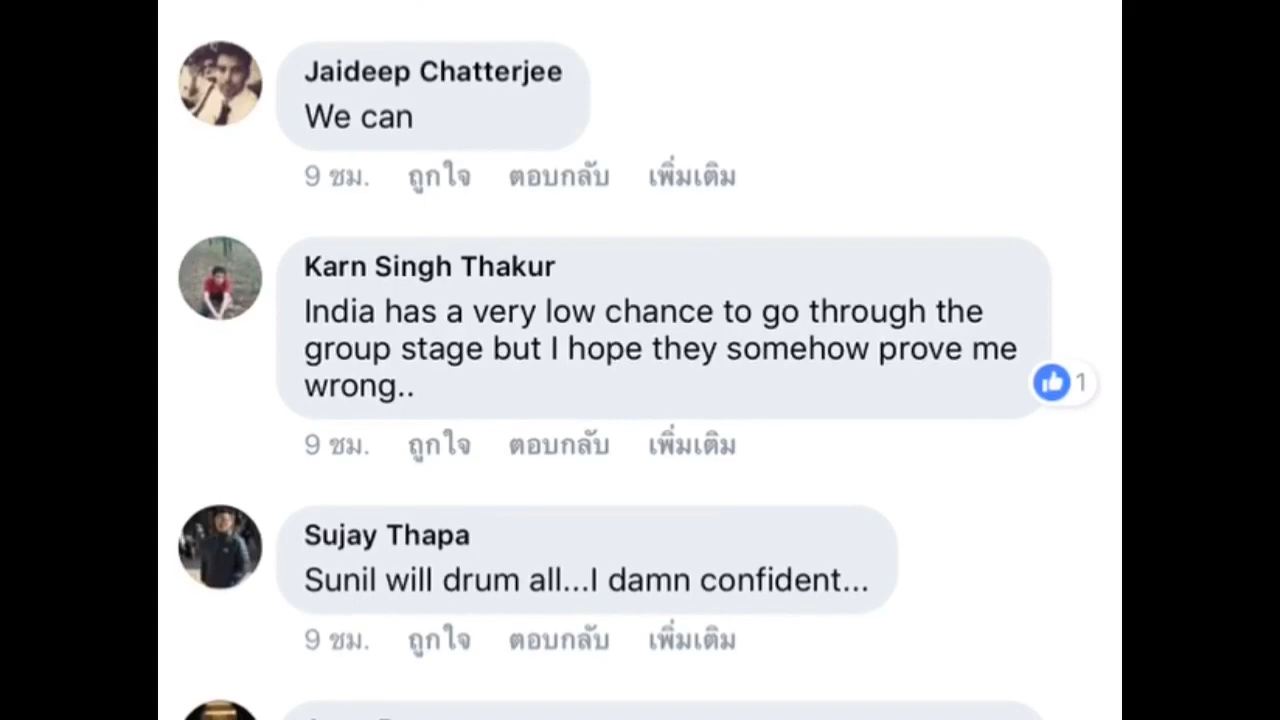 Jaideep Chatterjee
We can
9 ชม. ถูกใจ ตอบกลับ เพิ่มเติม
Karn Singh Thakur
India has a very low chance to go through the
group stage but I hope they somehow prove me
wrong..
1
9 ชม. ถูกใจ ตอบกลับ เพิ่มเติม
Sujay Thapa
Sunil will drum all...I damn confident...
9 ชม. ถูกใจ ตอบกลับ เพิ่มเติม